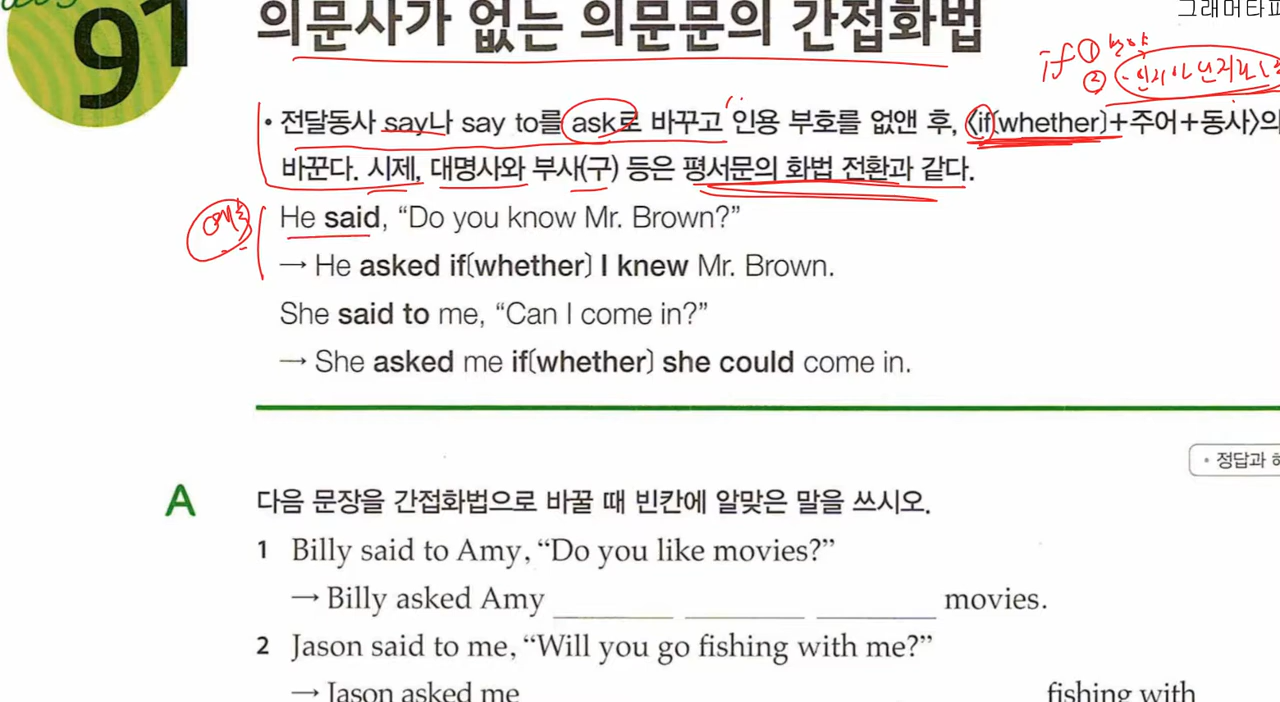 91
의문사가 없는 의문문의 간접화법
그래머타피
if ① ②
• 전달동사 say나 say to를 ask로 바꾸고 인용 부호를 없앤 후, 〈if(whether)+주어+동사〉의
바꾼다. 시제, 대명사와 부사(구) 등은 평서문의 화법 전환과 같다.
He said, “Do you know Mr. Brown?”
→ He asked if(whether) I knew Mr. Brown.
She said to me, “Can I come in?”
→ She asked me if(whether) she could come in.
• 정답과 해
A 다음 문장을 간접화법으로 바꿀 때 빈칸에 알맞은 말을 쓰시오.
1 Billy said to Amy, “Do you like movies?”
→ Billy asked Amy ________ ________ ________ movies.
2 Jason said to me, “Will you go fishing with me?”
→ Jason asked me fishing with